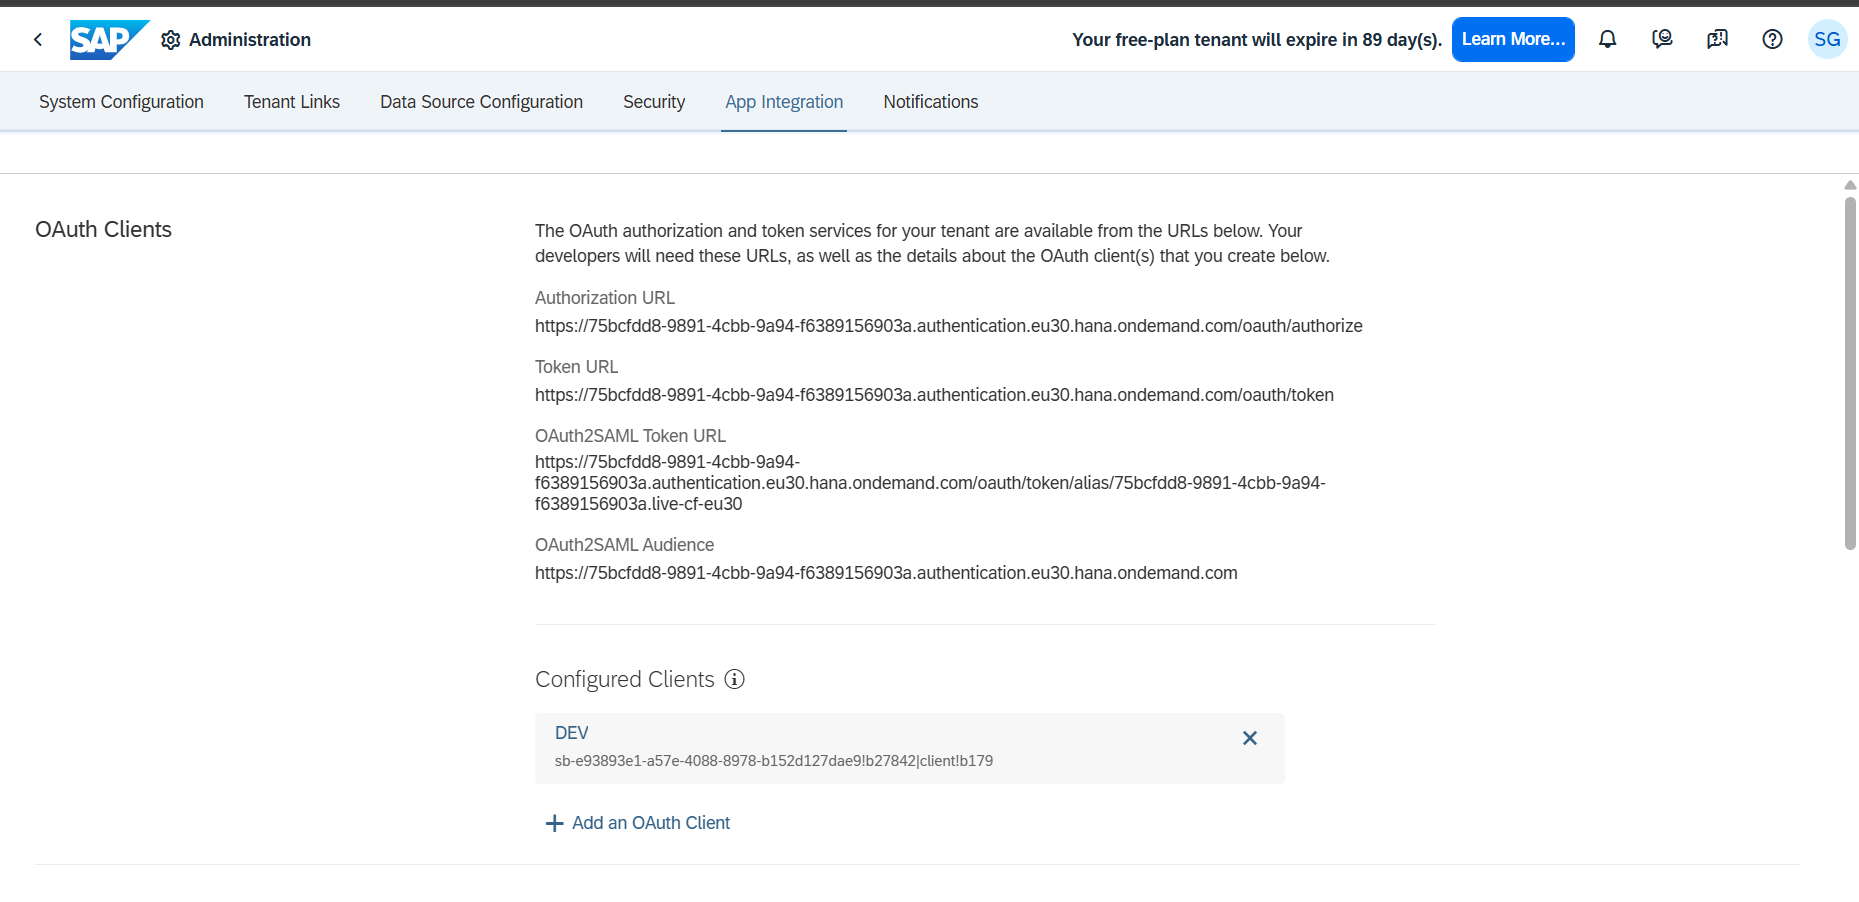 SAP Administration Your free-plan tenant will expire in 89 day(s). Learn More... SG
System Configuration Tenant Links Data Source Configuration Security App Integration Notifications
OAuth Clients
The OAuth authorization and token services for your tenant are available from the URLs below. Your
developers will need these URLs, as well as the details about the OAuth client(s) that you create below.
Authorization URL
https://75bcfdd8-9891-4cbb-9a94-f6389156903a.authentication.eu30.hana.ondemand.com/oauth/authorize
Token URL
https://75bcfdd8-9891-4cbb-9a94-f6389156903a.authentication.eu30.hana.ondemand.com/oauth/token
OAuth2SAML Token URL
https://75bcfdd8-9891-4cbb-9a94-
f6389156903a.authentication.eu30.hana.ondemand.com/oauth/token/alias/75bcfdd8-9891-4cbb-9a94-
f6389156903a.live-cf-eu30
OAuth2SAML Audience
https://75bcfdd8-9891-4cbb-9a94-f6389156903a.authentication.eu30.hana.ondemand.com
Configured Clients
DEV
sb-e93893e1-a57e-4088-8978-b152d127dae9!b27842|client!b179
Add an OAuth Client